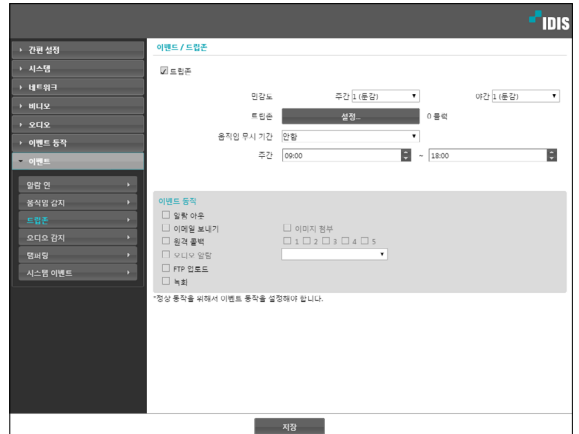 IDIS
간편 설정
시스템
네트워크
비디오
오디오
이벤트 동작
이벤트
알람 인
움직임 감지
트립존
오디오 감지
탬퍼링
시스템 이벤트
이벤트 / 트립존
트립존
민감도 주간 1 (둔감) 야간 1 (둔감)
트립존 설정.. 0 블럭
움직임 무시 기간 안함
주간 09:00 ~ 18:00
이벤트 동작
알람 아웃
이메일 보내기 이미지 첨부
원격 콜백 1 2 3 4 5
오디오 알람
FTP 업로드
녹화
*정상 동작을 위해서 이벤트 동작을 설정해야 합니다.
저장